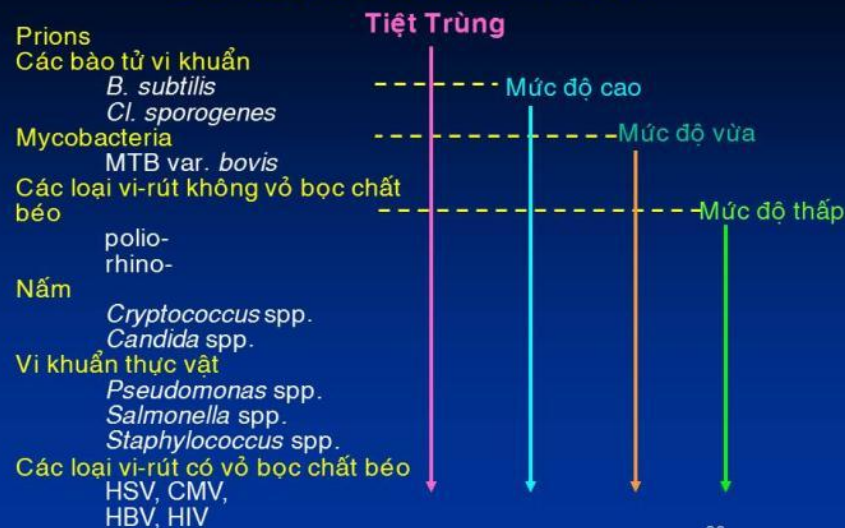 Tiệt Trùng
Prions
Các bào tử vi khuẩn
B. subtilis
Cl. sporogenes
Mức độ cao
Mycobacteria
Mức độ vừa
MTB var. bovis
Các loại vi-rút không vỏ bọc chất
béo
Mức độ thấp
polio-
rhino-
Nấm
Cryptococcus spp.
Candida spp.
Vi khuẩn thực vật
Pseudomonas spp.
Salmonella spp.
Staphylococcus spp.
Các loại vi-rút có vỏ bọc chất béo
HSV, CMV,
HBV, HIV